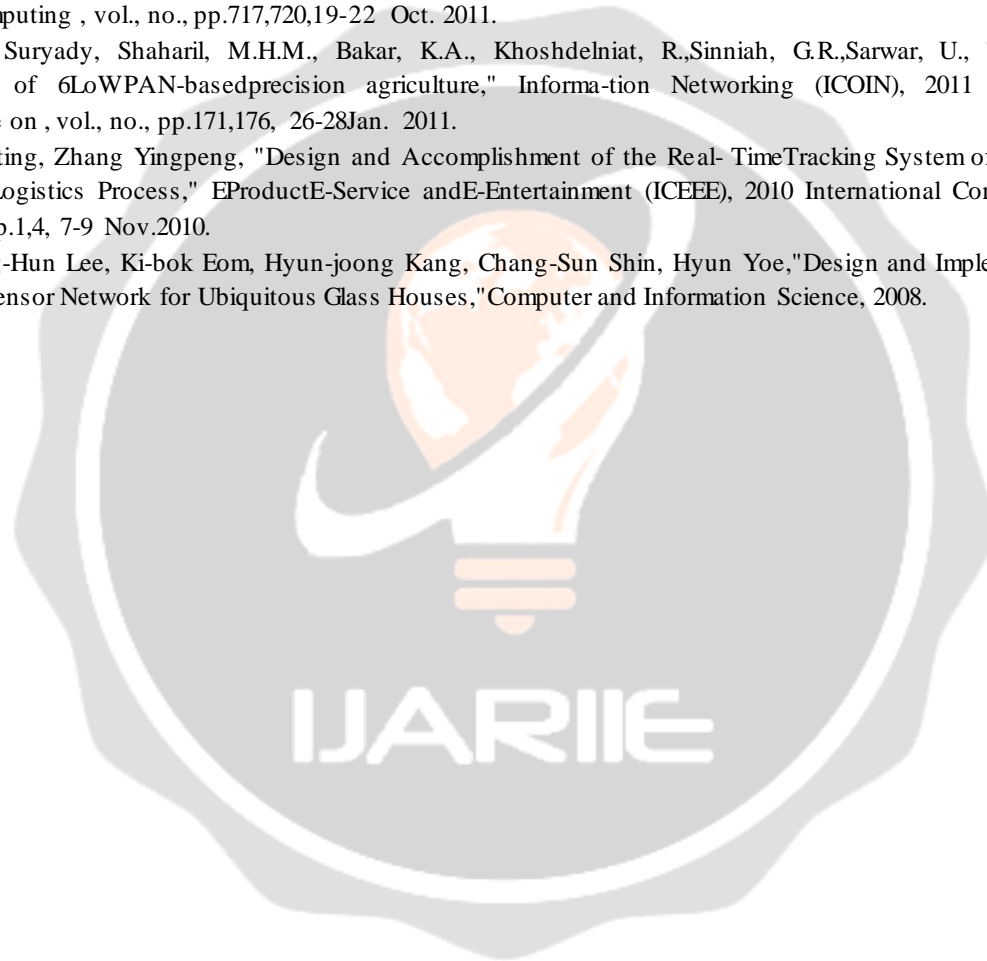 puting , vol., no., pp.717,720,19-22 Oct. 2011.
Suryady, Shaharil, M.H.M., Bakar, K.A., Khoshdelniat, R.,Sinniah, G.R.,Sarwar, U.,
of 6LoWPAN-basedprecision agriculture," Informa-tion Networking (ICOIN), 2011
on , vol., no., pp.171,176, 26-28Jan. 2011.
ting, Zhang Yingpeng, "Design and Accomplishment of the Real- TimeTracking System of
Logistics Process," EProductE-Service andE-Entertainment (ICEEE), 2010 International Con
p.1,4, 7-9 Nov.2010.
-Hun Lee, Ki-bok Eom, Hyun-joong Kang, Chang-Sun Shin, Hyun Yoe,"Design and Imple
ensor Network for Ubiquitous Glass Houses,"Computer and Information Science, 2008.
IJARIIE